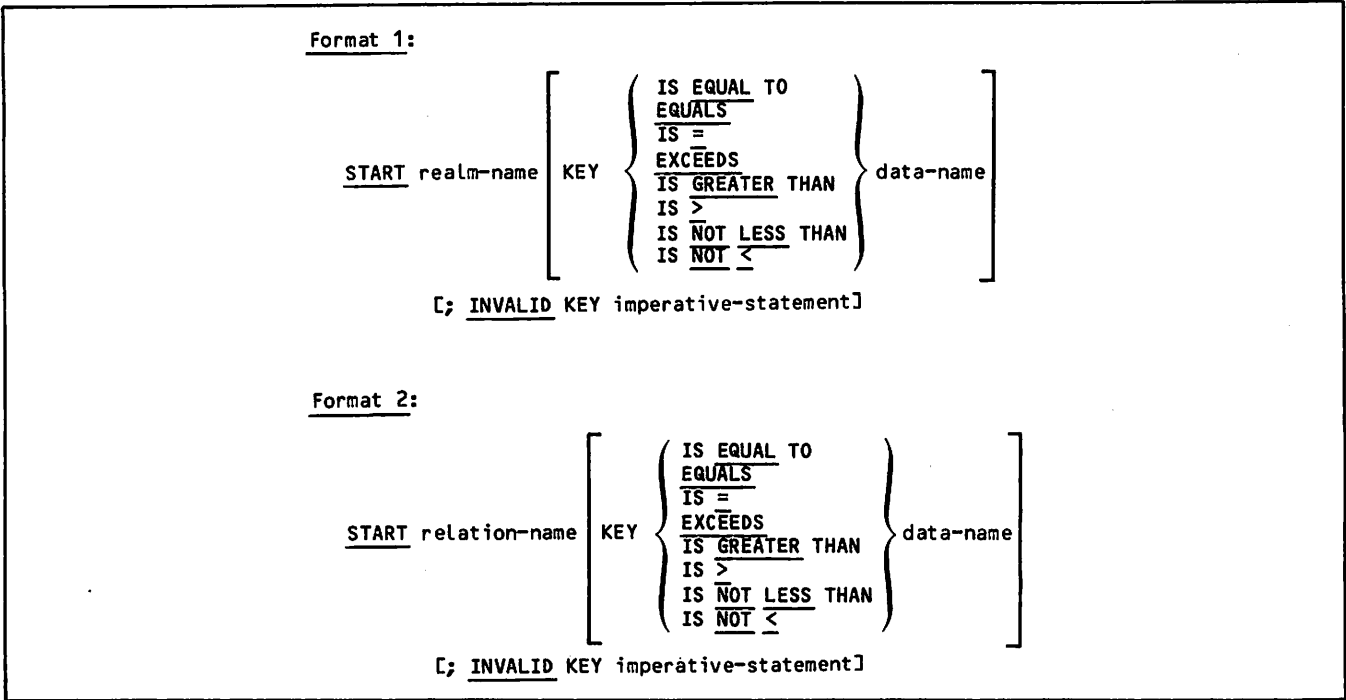 Format 1:
IS EQUAL TO
EQUALS
IS =
EXCEEDS
START realm-name [ KEY { IS GREATER THAN } data-name ]
IS >
IS NOT LESS THAN
IS NOT <
[; INVALID KEY imperative-statement]
Format 2:
IS EQUAL TO
EQUALS
IS =
EXCEEDS
START relation-name [ KEY { IS GREATER THAN } data-name ]
IS >
IS NOT LESS THAN
IS NOT <
[; INVALID KEY imperative-statement]